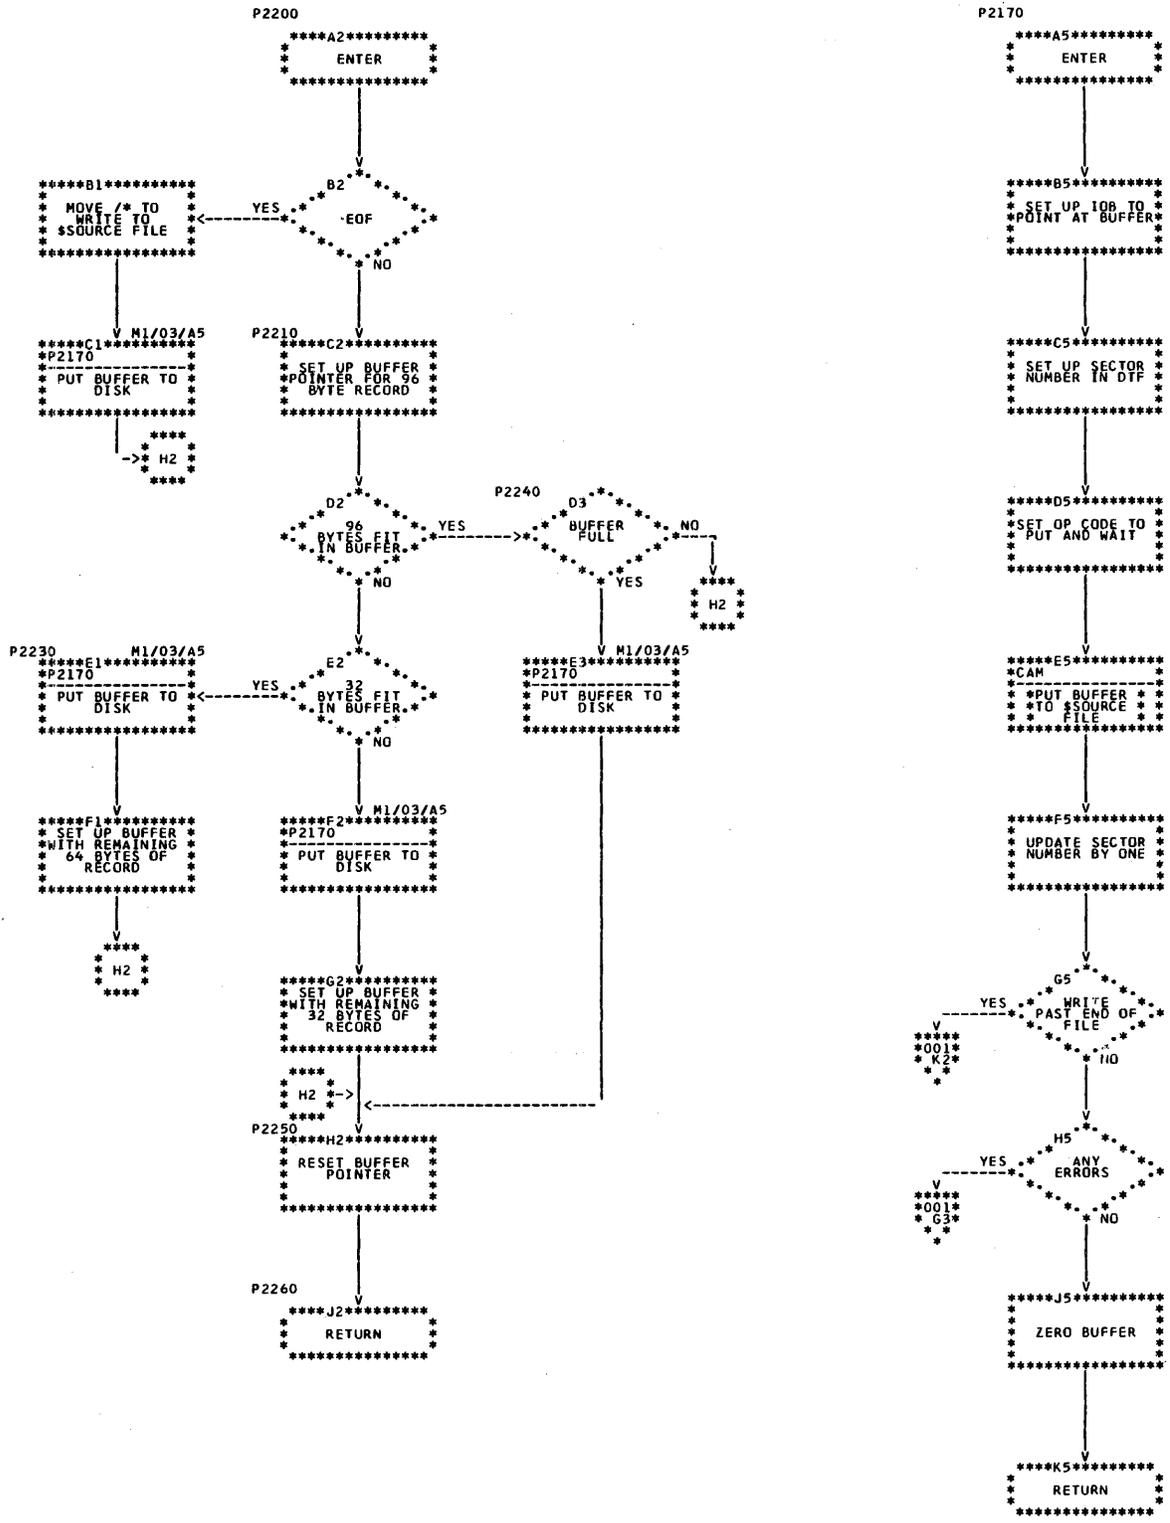 P2200
A2
ENTER
B2
EOF
YES
NO
B1
MOVE /* TO
WRITE TO
$SOURCE FILE
M1/03/A5
C1
P2170
PUT BUFFER TO
DISK
H2
P2210
C2
SET UP BUFFER
POINTER FOR 96
BYTE RECORD
D2
96
BYTES FIT
IN BUFFER
YES
NO
P2240
D3
BUFFER
FULL
NO
YES
H2
P2230
M1/03/A5
E1
P2170
PUT BUFFER TO
DISK
E2
32
BYTES FIT
IN BUFFER
YES
NO
M1/03/A5
E3
P2170
PUT BUFFER TO
DISK
F1
SET UP BUFFER
WITH REMAINING
64 BYTES OF
RECORD
H2
M1/03/A5
F2
P2170
PUT BUFFER TO
DISK
G2
SET UP BUFFER
WITH REMAINING
32 BYTES OF
RECORD
H2
P2250
H2
RESET BUFFER
POINTER
P2260
J2
RETURN
P2170
A5
ENTER
B5
SET UP IOB TO
POINT AT BUFFER
C5
SET UP SECTOR
NUMBER IN DTF
D5
SET OP CODE TO
PUT AND WAIT
E5
CAM
PUT BUFFER
TO $SOURCE
FILE
F5
UPDATE SECTOR
NUMBER BY ONE
G5
WRITE
PAST END OF
FILE
YES
NO
001
K2
H5
ANY
ERRORS
YES
NO
001
G3
J5
ZERO BUFFER
K5
RETURN